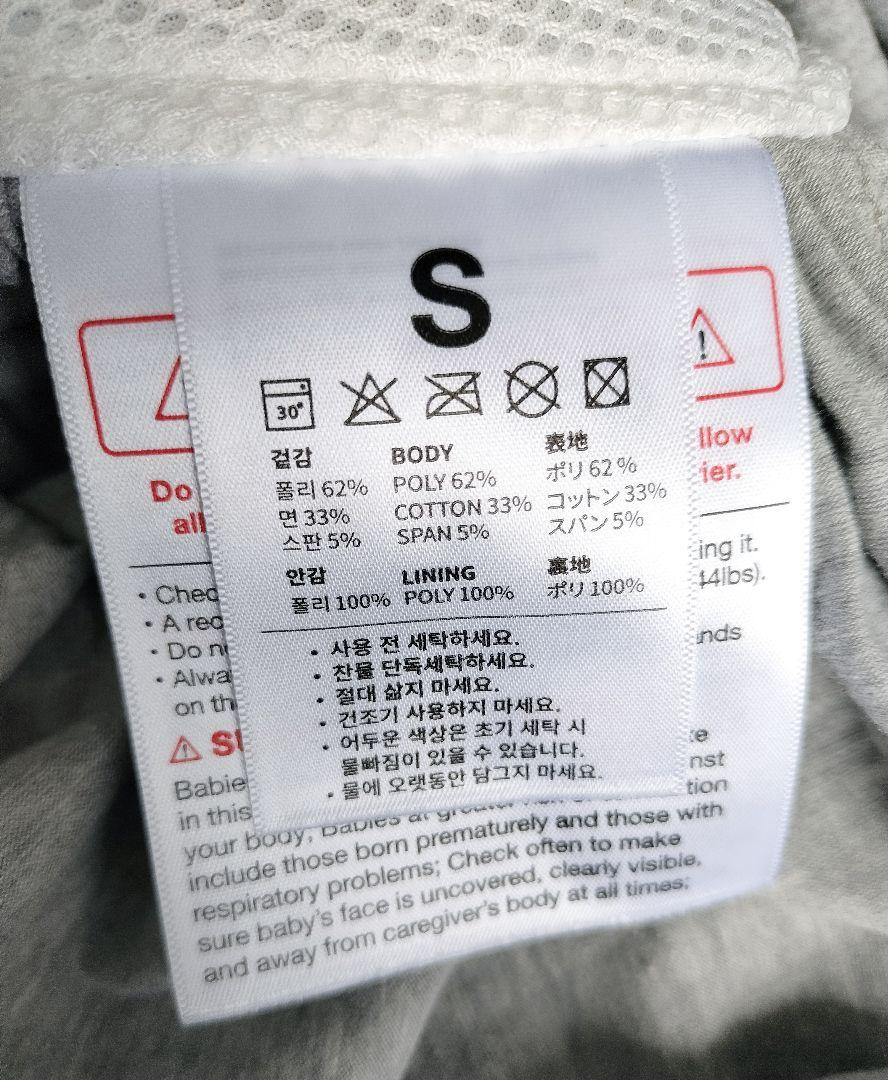 S
30°
겉감
폴리 62%
면 33%
스판 5%
안감
폴리 100%
BODY
POLY 62%
COTTON 33%
SPAN 5%
LINING
POLY 100%
表地
ポリ 62%
コットン 33%
スパン 5%
裏地
ポリ 100%
• 사용 전 세탁하세요.
• 찬물 단독세탁하세요.
• 절대 삶지 마세요.
• 건조기 사용하지 마세요.
• 어두운 색상은 초기 세탁 시
물빠짐이 있을 수 있습니다.
• 물에 오랫동안 담그지 마세요.
!
Do
all
llow
ier.
• Chec
ing it.
• A rec
44lbs).
• Do n
• Alwa
ands
on th
Babie
in this
nst
tion
your body; Babies at greater risk of
include those born prematurely and those with
respiratory problems; Check often to make
sure baby's face is uncovered, clearly visible,
and away from caregiver's body at all times;